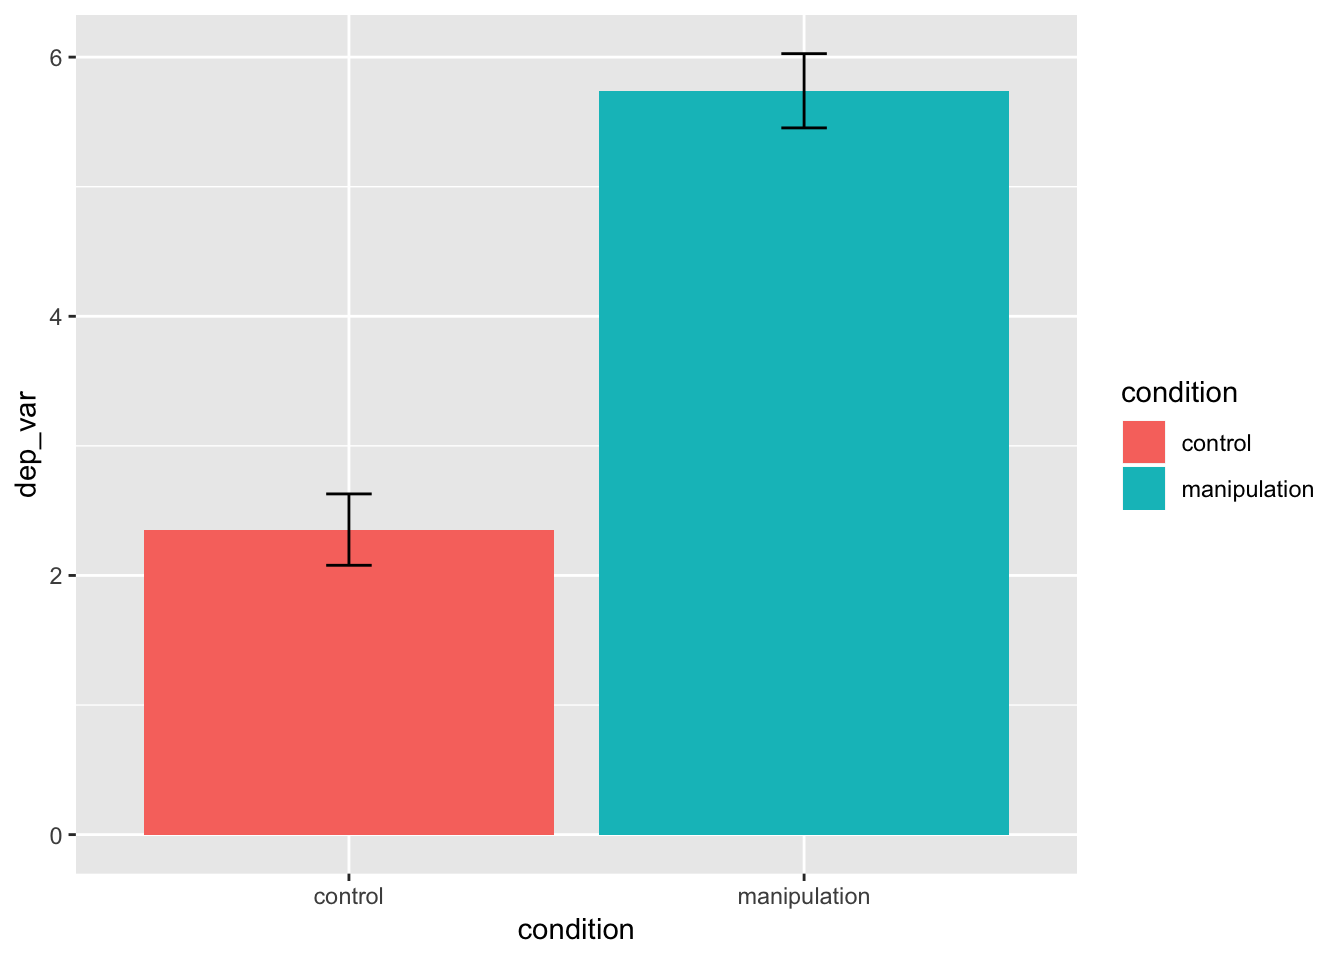 6
4
2
0
dep_var
control
manipulation
condition
condition
control
manipulation